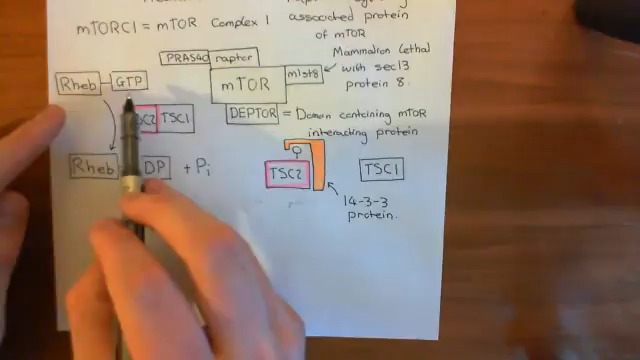 mTORC1 = mTOR Complex 1
associated protein
of mTOR
PRAS40 raptor
Rheb GTP
mTOR
mlst8
Mammalian Lethal
with sec13
protein 8.
TSC1
DEPTOR = Domain containing mTOR
interacting protein
Rheb DP + Pi
P
TSC2
TSC1
14-3-3
protein.